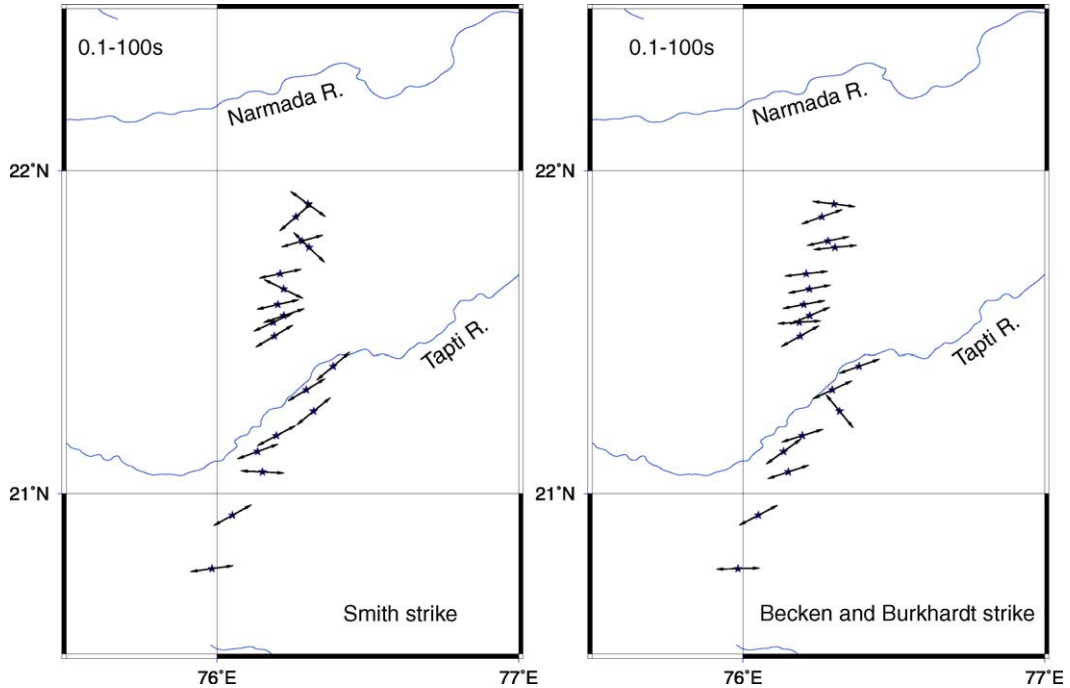 0.1-100s
0.1-100s
Narmada R.
Narmada R.
22°N
22°N
Tapti R.
Tapti R.
21°N
21°N
Smith strike
Becken and Burkhardt strike
76°E
77°E
76°E
77°E